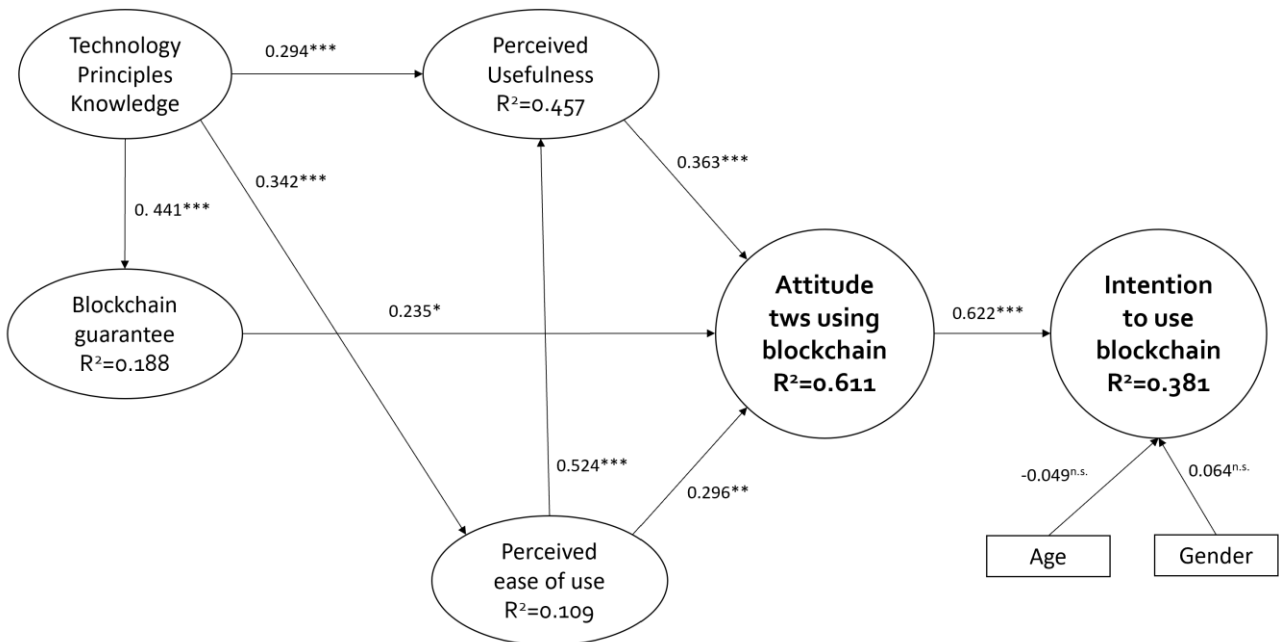 Technology
Principles
Knowledge
0.294***
Perceived
Usefulness
R²=0.457
0.363***
0.342***
0. 441***
Blockchain
guarantee
R²=0.188
0.235*
Attitude
tws using
blockchain
R²=0.611
0.622***
Intention
to use
blockchain
R²=0.381
0.524***
0.296**
-0.049n.s.
0.064n.s.
Perceived
ease of use
R²=0.109
Age
Gender